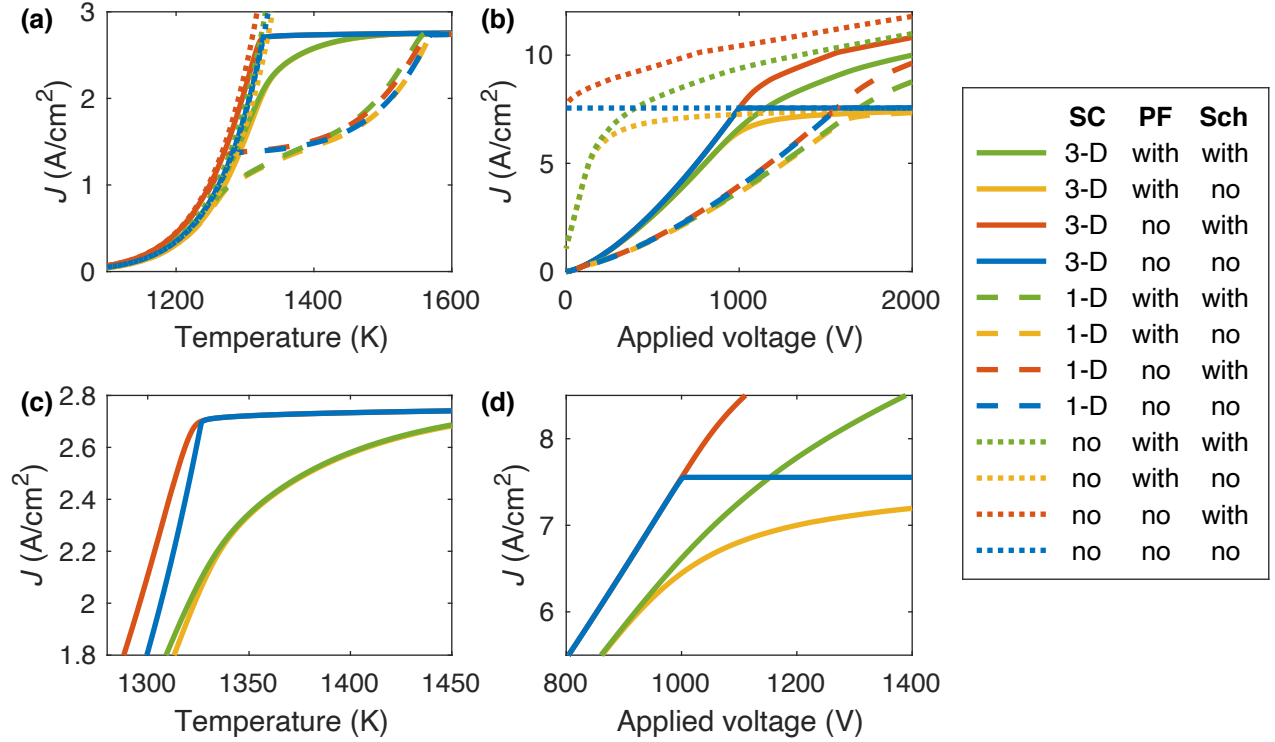 (a)
3
2
1
0
J (A/cm²)
1200
1400
1600
Temperature (K)
(b)
10
5
0
J (A/cm²)
0
1000
2000
Applied voltage (V)
SC PF Sch
3-D with with
3-D with no
3-D no with
3-D no no
1-D with with
1-D with no
1-D no with
1-D no no
no with with
no with no
no no with
no no no
(c)
2.8
2.6
2.4
2.2
2
1.8
J (A/cm²)
1300
1350
1400
1450
Temperature (K)
(d)
8
7
6
J (A/cm²)
800
1000
1200
1400
Applied voltage (V)